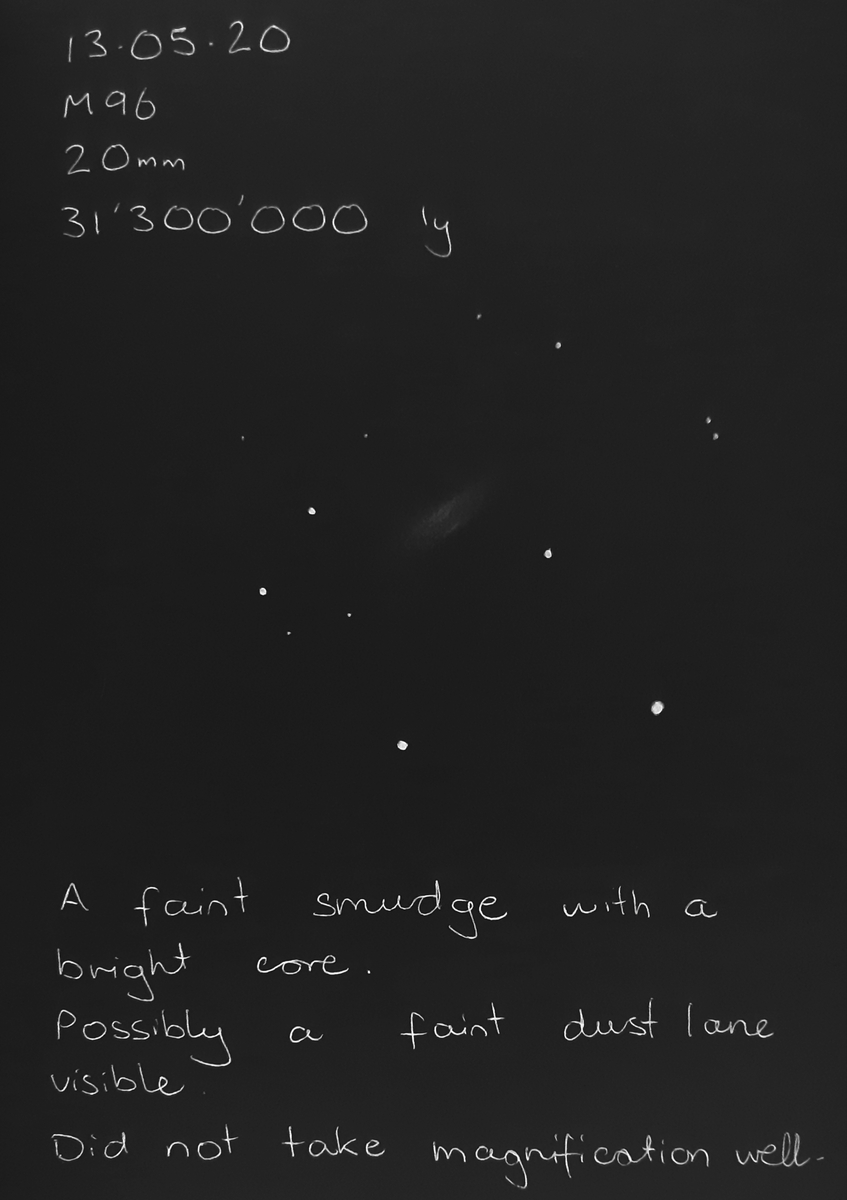 13.05.20
M96
20mm
31'300'000 ly
A faint smudge with a
bright core.
Possibly a faint dust lane
visible.
Did not take magnification well.